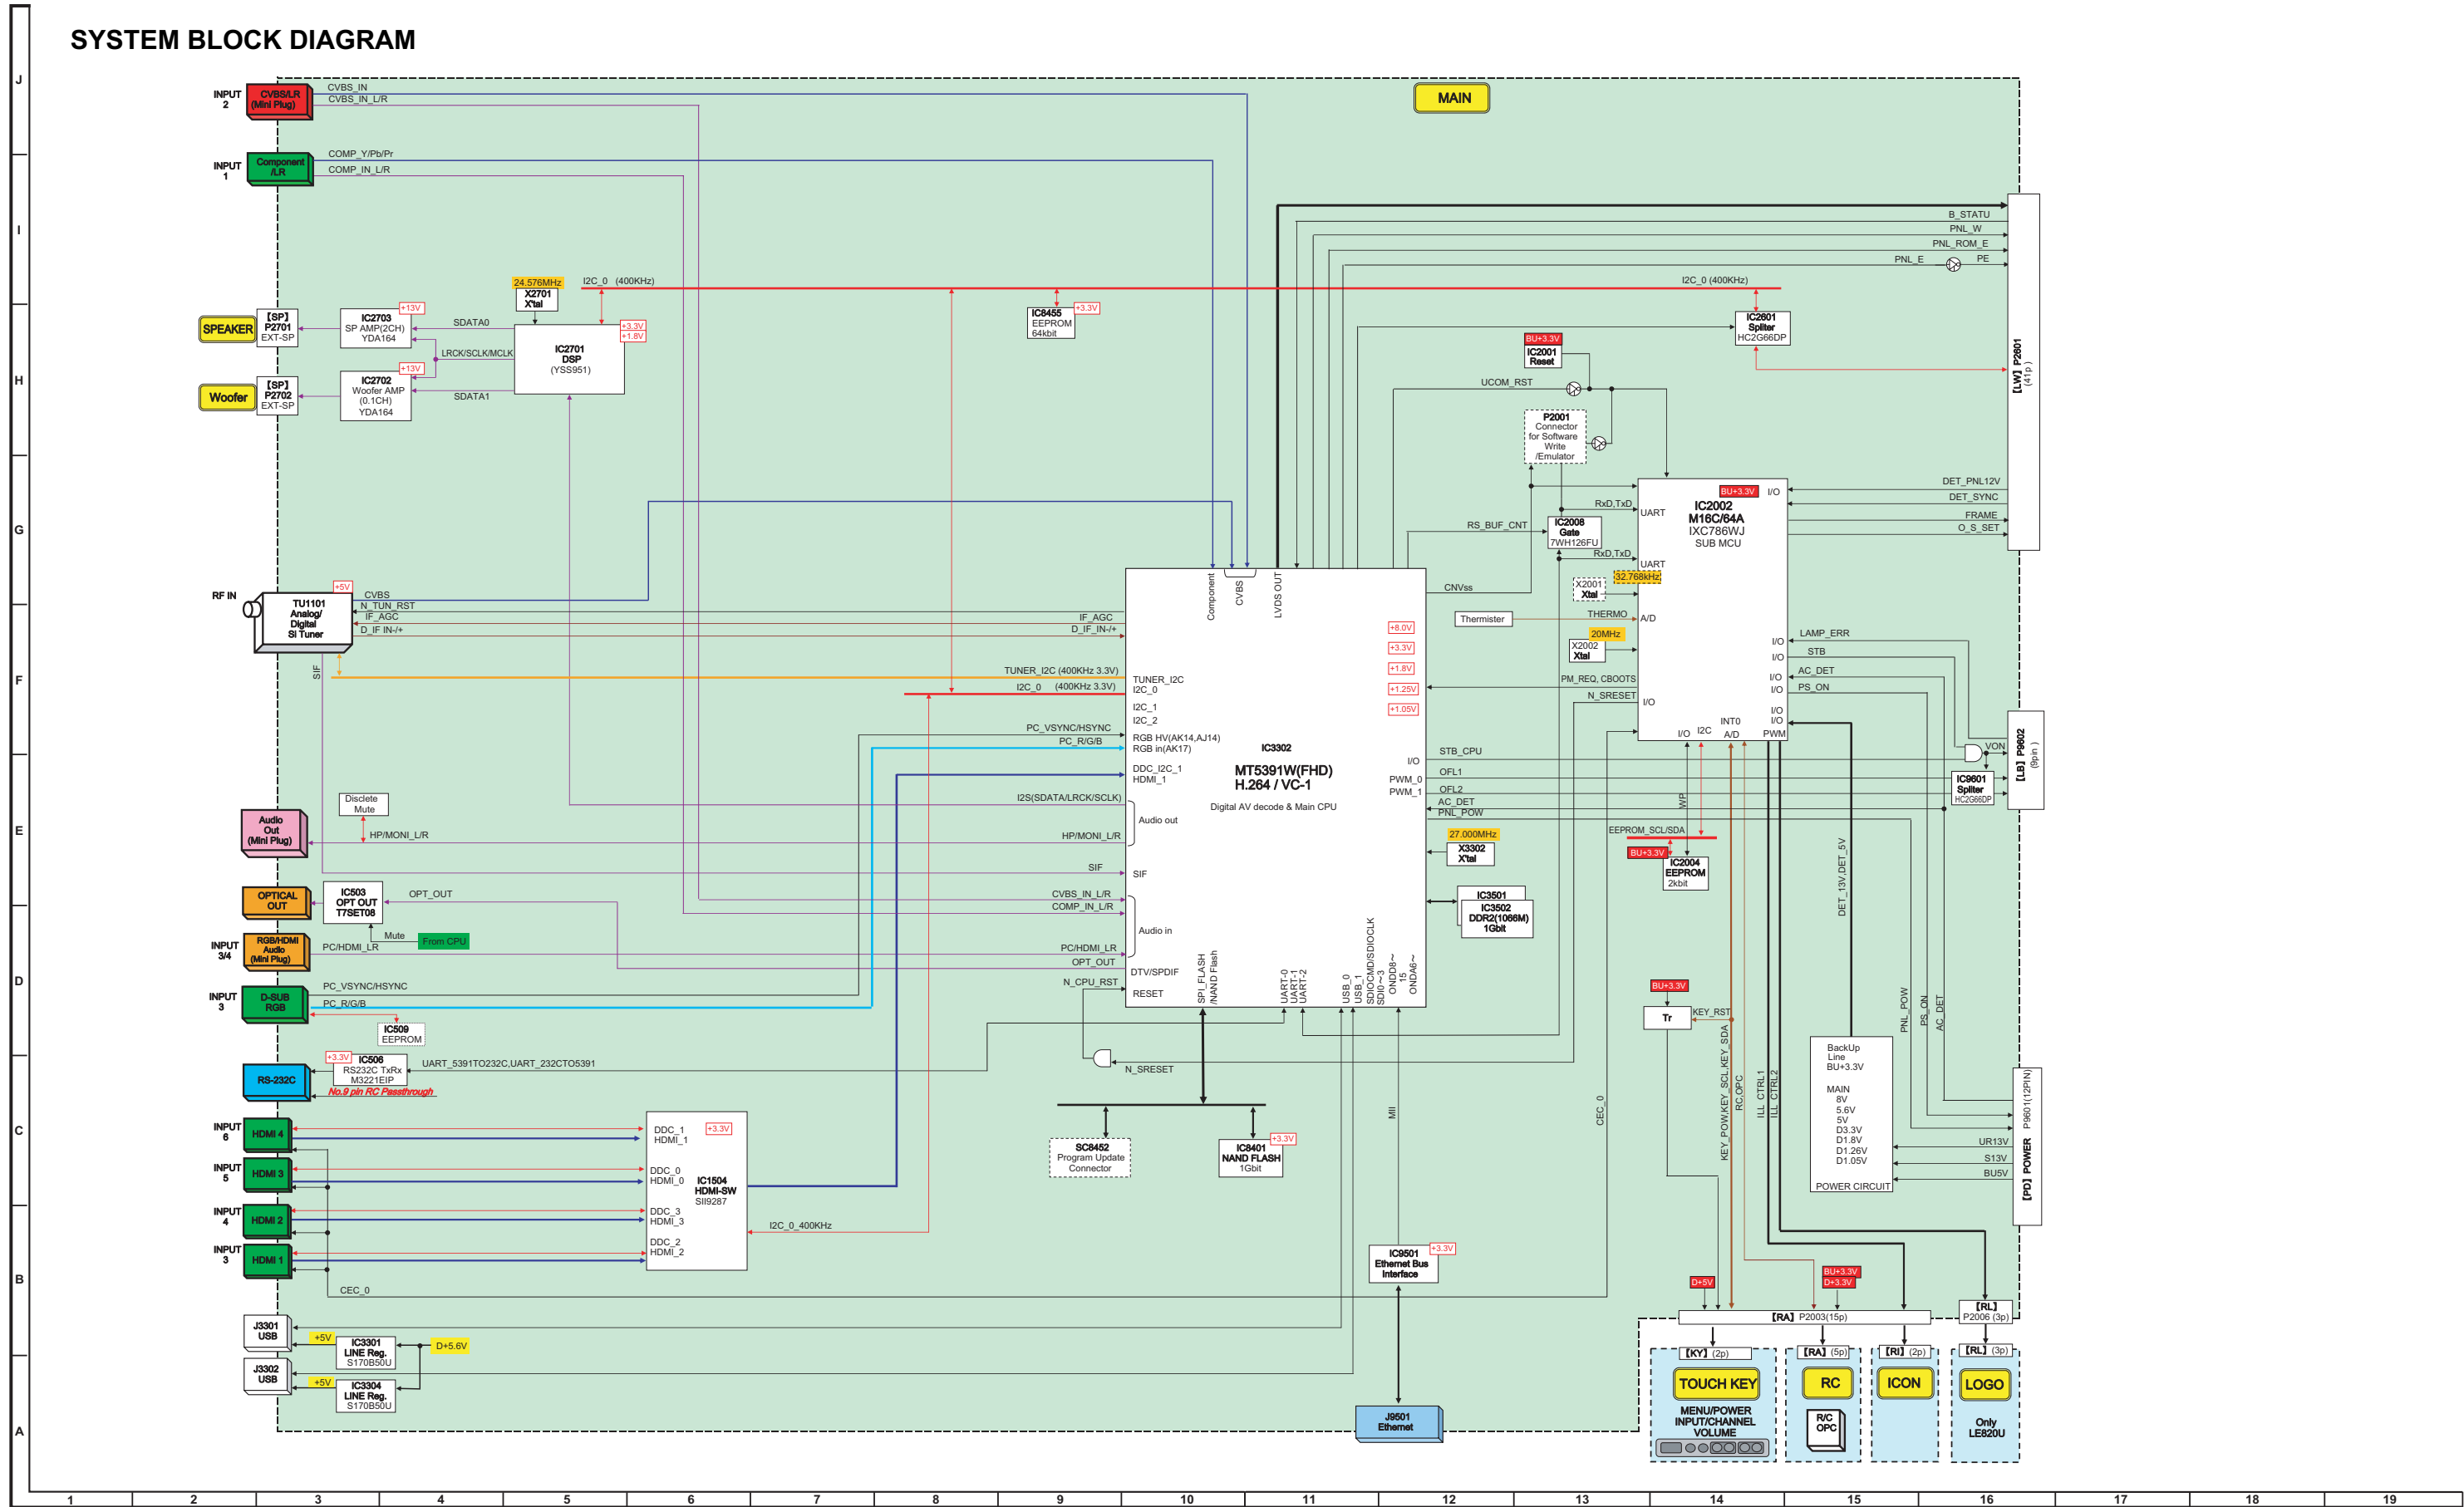 SYSTEM BLOCK DIAGRAM
J
I
H
G
F
E
D
C
B
A
MAIN
INPUT
2
CVBS/LR
(Mini Plug)
CVBS_IN
CVBS_IN_L/R
INPUT
1
Component
/LR
COMP_Y/Pb/Pr
COMP_IN_L/R
B_STATU
PNL_W
PNL_ROM_E
PNL_E
PE
【LW】P2601
(41p )
24.576MHz
X2701
X'tal
I2C_0 (400KHz)
I2C_0 (400KHz)
SPEAKER
【SP】
P2701
EXT-SP
IC2703
SP AMP(2CH)
YDA164
+13V
SDATA0
LRCK/SCLK/MCLK
SDATA1
IC2701
DSP
(YSS951)
+3.3V
+1.8V
Woofer
【SP】
P2702
EXT-SP
IC2702
Woofer AMP
(0.1CH)
YDA164
+13V
IC8455
EEPROM
64kbit
+3.3V
IC2601
Spliter
HC2G66DP
BU+3.3V
IC2001
Reset
UCOM_RST
P2001
Connector
for Software
Write
/Emulator
BU+3.3V
I/O
IC2002
M16C/64A
IXC786WJ
SUB MCU
UART
UART
A/D
I/O
I/O
I/O
I/O
I/O
I/O
I/O
I/O
I2C
INT0
A/D
PWM
DET_PNL12V
DET_SYNC
FRAME
O_S_SET
RxD,TxD
RS_BUF_CNT
IC2008
Gate
7WH126FU
RxD,TxD
CNVss
X2001
Xtal
32.768kHz
Thermister
THERMO
20MHz
X2002
Xtal
PM_REQ, CBOOTS
N_SRESET
LAMP_ERR
STB
AC_DET
PS_ON
RF IN
TU1101
Analog/
Digital
SI Tuner
+5V
CVBS
N_TUN_RST
IF_AGC
D_IF IN-/+
IF_AGC
D_IF_IN-/+
SIF
TUNER_I2C (400KHz 3.3V)
I2C_0 (400KHz 3.3V)
PC_VSYNC/HSYNC
PC_R/G/B
Component
CVBS
LVDS OUT
+8.0V
+3.3V
+1.8V
+1.25V
+1.05V
TUNER_I2C
I2C_0
I2C_1
I2C_2
RGB HV(AK14,AJ14)
RGB in(AK17)
DDC_I2C_1
HDMI_1
IC3302
MT5391W(FHD)
H.264 / VC-1
Digital AV decode & Main CPU
I/O
PWM_0
PWM_1
STB_CPU
OFL1
OFL2
AC_DET
PNL_POW
VON
IC9601
Spliter
HC2G66DP
【LB】P9602
(9pin )
Audio out
SIF
Audio in
DTV/SPDIF
RESET
I2S(SDATA/LRCK/SCLK)
HP/MONI_L/R
SIF
CVBS_IN_L/R
COMP_IN_L/R
PC/HDMI_LR
OPT_OUT
N_CPU_RST
SPI_FLASH
/NAND Flash
UART-0
UART-1
UART-2
USB_0
USB_1
SDIOCMD/SDIOCLK
SDI0～3
ONDD8～
15
ONDA6～
27.000MHz
X3302
X'tal
IC3501
IC3502
DDR2(1066M)
1Gbit
WP
EEPROM_SCL/SDA
BU+3.3V
IC2004
EEPROM
2kbit
DET_13V,DET_5V
Disclete
Mute
Audio
Out
(Mini Plug)
HP/MONI_L/R
OPTICAL
OUT
IC503
OPT OUT
T7SET08
OPT_OUT
Mute
From CPU
INPUT
3/4
RGB/HDMI
Audio
(Mini Plug)
PC/HDMI_LR
INPUT
3
D-SUB
RGB
PC_VSYNC/HSYNC
PC_R/G/B
IC509
EEPROM
RS-232C
+3.3V
IC506
RS232C TxRx
M3221EIP
UART_5391TO232C,UART_232CTO5391
No.9 pin RC Passthrough
N_SRESET
INPUT
6
HDMI 4
INPUT
5
HDMI 3
INPUT
4
HDMI 2
INPUT
3
HDMI 1
DDC_1
HDMI_1
+3.3V
DDC_0
HDMI_0
IC1504
HDMI-SW
SII9287
DDC_3
HDMI_3
DDC_2
HDMI_2
I2C_0_400KHz
CEC_0
SC8452
Program Update
Connector
IC8401
NAND FLASH
1Gbit
+3.3V
MII
IC9501
Ethernet Bus
Interface
+3.3V
J9501
Ethernet
CEC_0
BU+3.3V
Tr
KEY_RST
KEY_POW,KEY_SCL,KEY_SDA
RC,OPC
ILL_CTRL1
ILL_CTRL2
PNL_POW
PS_ON
AC_DET
BackUp
Line
BU+3.3V
MAIN
8V
5.6V
5V
D3.3V
D1.8V
D1.26V
D1.05V
POWER CIRCUIT
UR13V
S13V
BU5V
【PD】POWER P9601(12PIN)
J3301
USB
J3302
USB
+5V
IC3301
LINE Reg.
S170B50U
D+5.6V
+5V
IC3304
LINE Reg.
S170B50U
D+5V
BU+3.3V
D+3.3V
【RA】P2003(15p)
【RL】
P2006 (3p)
【KY】(2p)
【RA】(5p)
【RI】(2p)
【RL】(3p)
TOUCH KEY
MENU/POWER
INPUT/CHANNEL
VOLUME
RC
R/C
OPC
ICON
LOGO
Only
LE820U
1 2 3 4 5 6 7 8 9 10 11 12 13 14 15 16 17 18 19